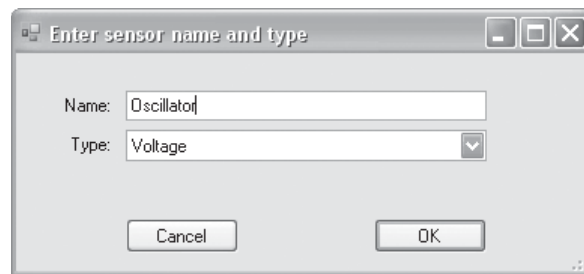 Enter sensor name and type
Name: Oscillator
Type: Voltage
Cancel OK